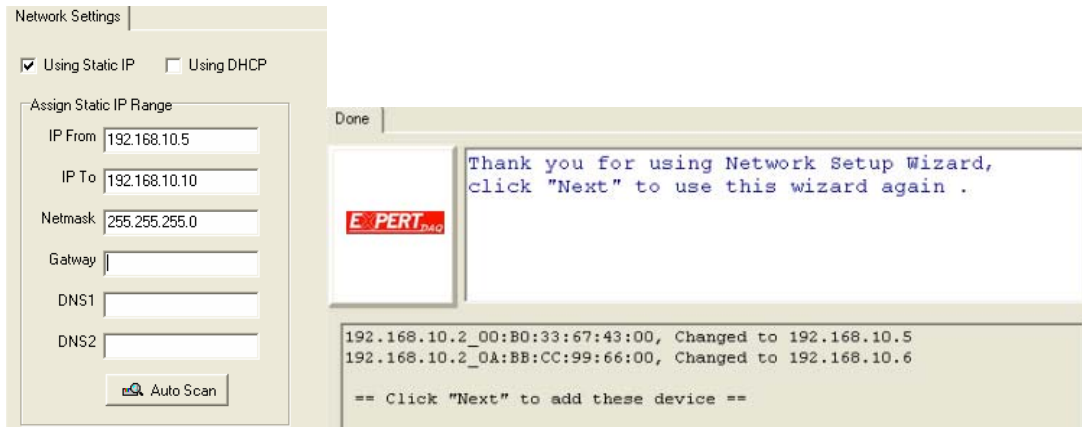 Network Settings
Using Static IP
Using DHCP
Assign Static IP Range
IP From 192.168.10.5
IP To 192.168.10.10
Netmask 255.255.255.0
Gatway
DNS1
DNS2
Auto Scan
Done
EXPERT DAQ
Thank you for using Network Setup Wizard,
click "Next" to use this wizard again .
192.168.10.2_00:B0:33:67:43:00, Changed to 192.168.10.5
192.168.10.2_0A:BB:CC:99:66:00, Changed to 192.168.10.6
== Click "Next" to add these device ==